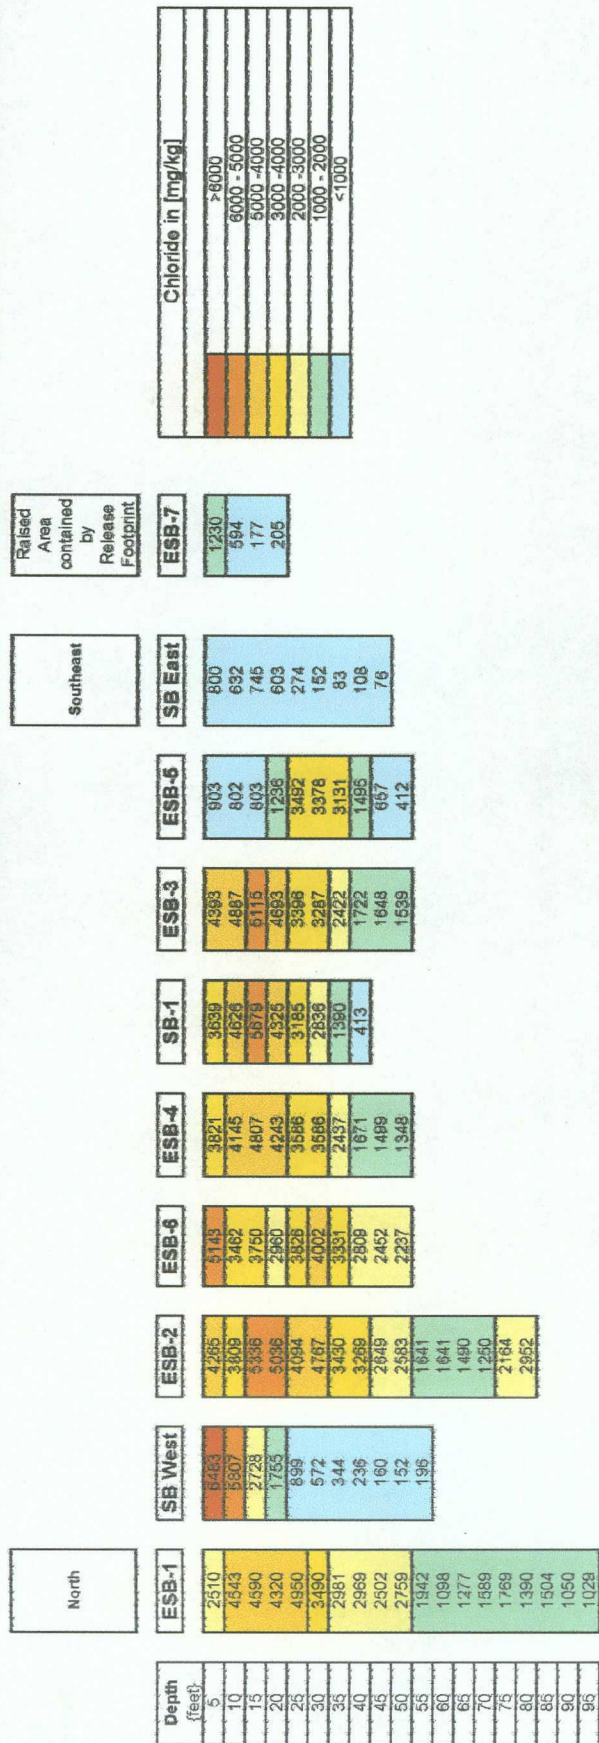 North Southeast
Raised
Area
contained
by
Release
Footprint
Depth ESB-1 SB West ESB-2 ESB-6 ESB-4 SB-1 ESB-3 ESB-5 SB East ESB-7 Chloride in [mg/kg]
{feet}
5 2510 6483 4265 5143 3821 3639 4393 903 800 1230 >6000
10 4543 5807 3809 3462 4145 4626 4887 802 632 594 6000 - 5000
15 4590 2728 5336 3750 4807 5679 5115 803 745 177 5000 -4000
20 4320 1755 5036 2960 4243 4325 4693 1236 603 205 3000 -4000
25 4950 899 4094 3826 3586 3185 3396 3492 274 2000 -3000
30 3490 572 4767 4002 3586 2836 3287 3378 152 1000 - 2000
35 2981 344 3430 3331 2437 1390 2422 3131 83 <1000
40 2969 236 3269 2809 1671 413 1722 1495 108
45 2502 160 2649 2452 1499 1648 657 76
50 2759 152 2583 2237 1348 1539 412
55 1942 196 1641
60 1098 1641
65 1277 1490
70 1589 1250
75 1769 2164
80 1390 2952
85 1504
90 1050
95 1029